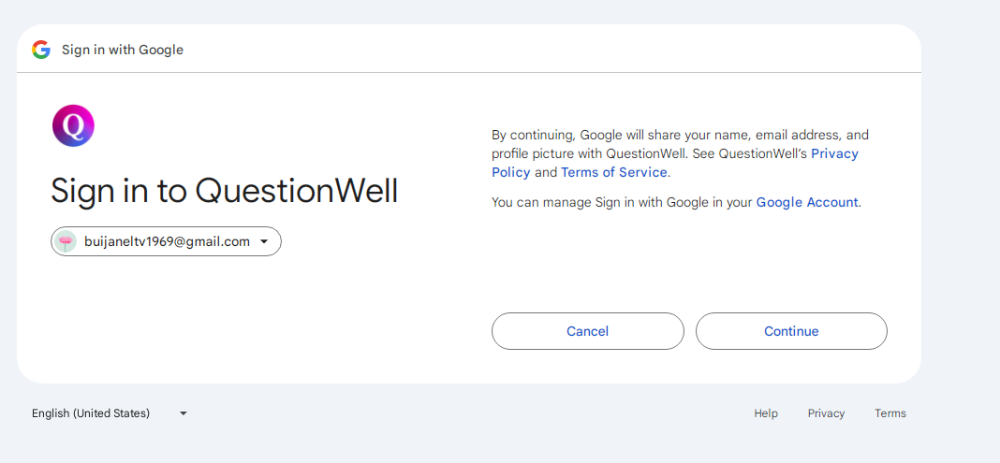 Sign in with Google
Q
Sign in to QuestionWell
buijaneltv1969@gmail.com
By continuing, Google will share your name, email address, and
profile picture with QuestionWell. See QuestionWell’s Privacy
Policy and Terms of Service.
You can manage Sign in with Google in your Google Account.
Cancel
Continue
English (United States)
Help
Privacy
Terms